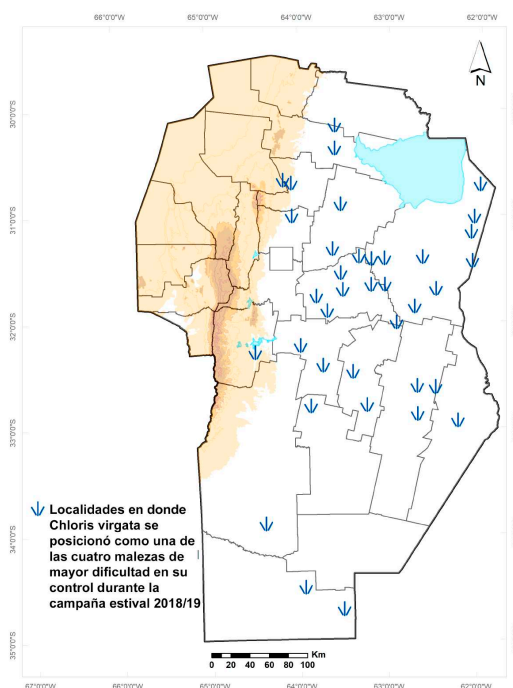 66°0'0"W 65°0'0"W 64°0'0"W 63°0'0"W 62°0'0"W
N
30°0'0"S
31°0'0"S
32°0'0"S
33°0'0"S
34°0'0"S
35°0'0"S
Localidades en donde
Chloris virgata se
posicionó como una de
las cuatro malezas de
mayor dificultad en su
control durante la
campaña estival 2018/19
Km
0 20 40 60 80 100
67°0'0"W 66°0'0"W 65°0'0"W 64°0'0"W 63°0'0"W 62°0'0"W